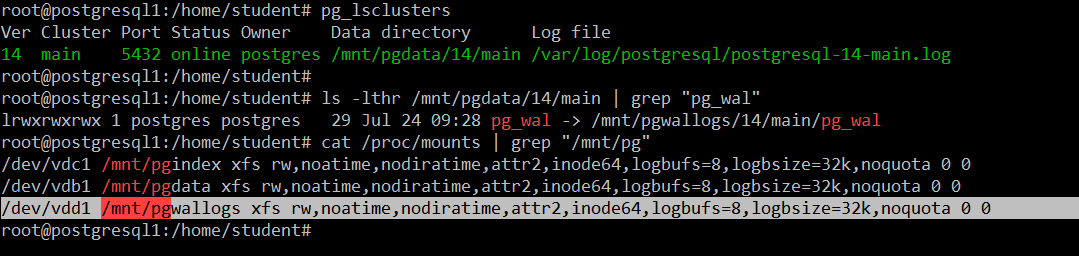 root@postgresql1:/home/student# pg_lsclusters
Ver Cluster Port Status Owner    Data directory      Log file
14  main    5432 online postgres /mnt/pgdata/14/main /var/log/postgresql/postgresql-14-main.log
root@postgresql1:/home/student#
root@postgresql1:/home/student# ls -lthr /mnt/pgdata/14/main | grep "pg_wal"
lrwxrwxrwx 1 postgres postgres   29 Jul 24 09:28 pg_wal -> /mnt/pgwallogs/14/main/pg_wal
root@postgresql1:/home/student# cat /proc/mounts | grep "/mnt/pg"
/dev/vdc1 /mnt/pgindex xfs rw,noatime,nodiratime,attr2,inode64,logbufs=8,logbsize=32k,noquota 0 0
/dev/vdb1 /mnt/pgdata xfs rw,noatime,nodiratime,attr2,inode64,logbufs=8,logbsize=32k,noquota 0 0
/dev/vdd1 /mnt/pgwallogs xfs rw,noatime,nodiratime,attr2,inode64,logbufs=8,logbsize=32k,noquota 0 0
root@postgresql1:/home/student#